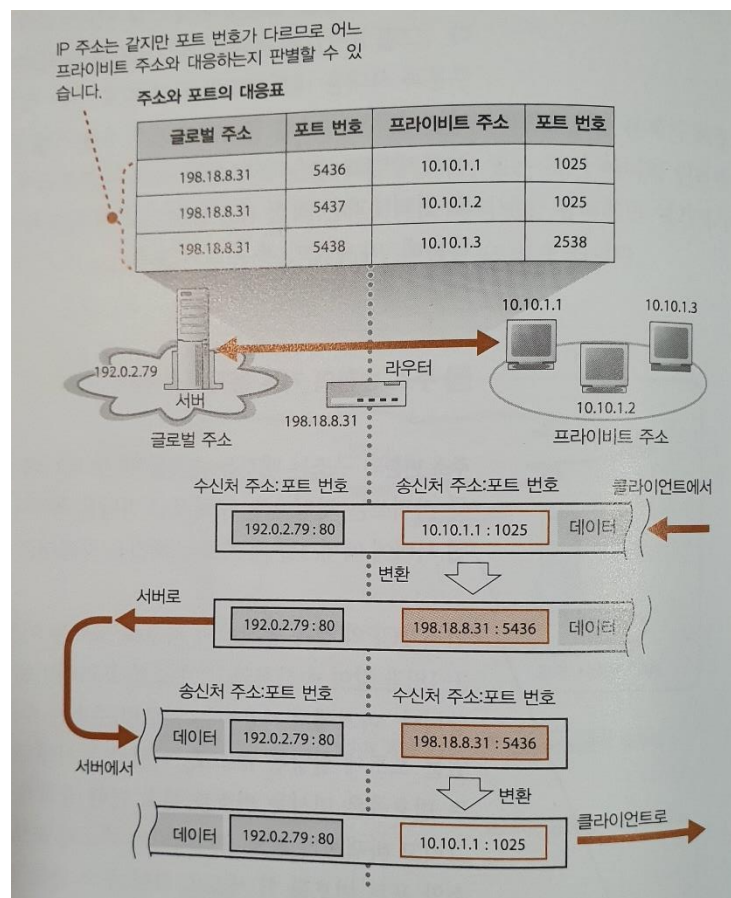 IP 주소는 같지만 포트 번호가 다르므로 어느
프라이비트 주소와 대응하는지 판별할 수 있
습니다.
주소와 포트의 대응표
글로벌 주소 포트 번호 프라이비트 주소 포트 번호
198.18.8.31 5436 10.10.1.1 1025
198.18.8.31 5437 10.10.1.2 1025
198.18.8.31 5438 10.10.1.3 2538
10.10.1.1
10.10.1.3
192.0.2.79
서버
라우터
198.18.8.31
10.10.1.2
글로벌 주소
프라이비트 주소
수신처 주소:포트 번호 송신처 주소:포트 번호 클라이언트에서
192.0.2.79 : 80 10.10.1.1 : 1025 데이터
변환
서버로
192.0.2.79 : 80 198.18.8.31 : 5436 데이터
송신처 주소:포트 번호 수신처 주소:포트 번호
데이터 192.0.2.79 : 80 198.18.8.31 : 5436
서버에서
변환
클라이언트로
데이터 192.0.2.79 : 80 10.10.1.1 : 1025